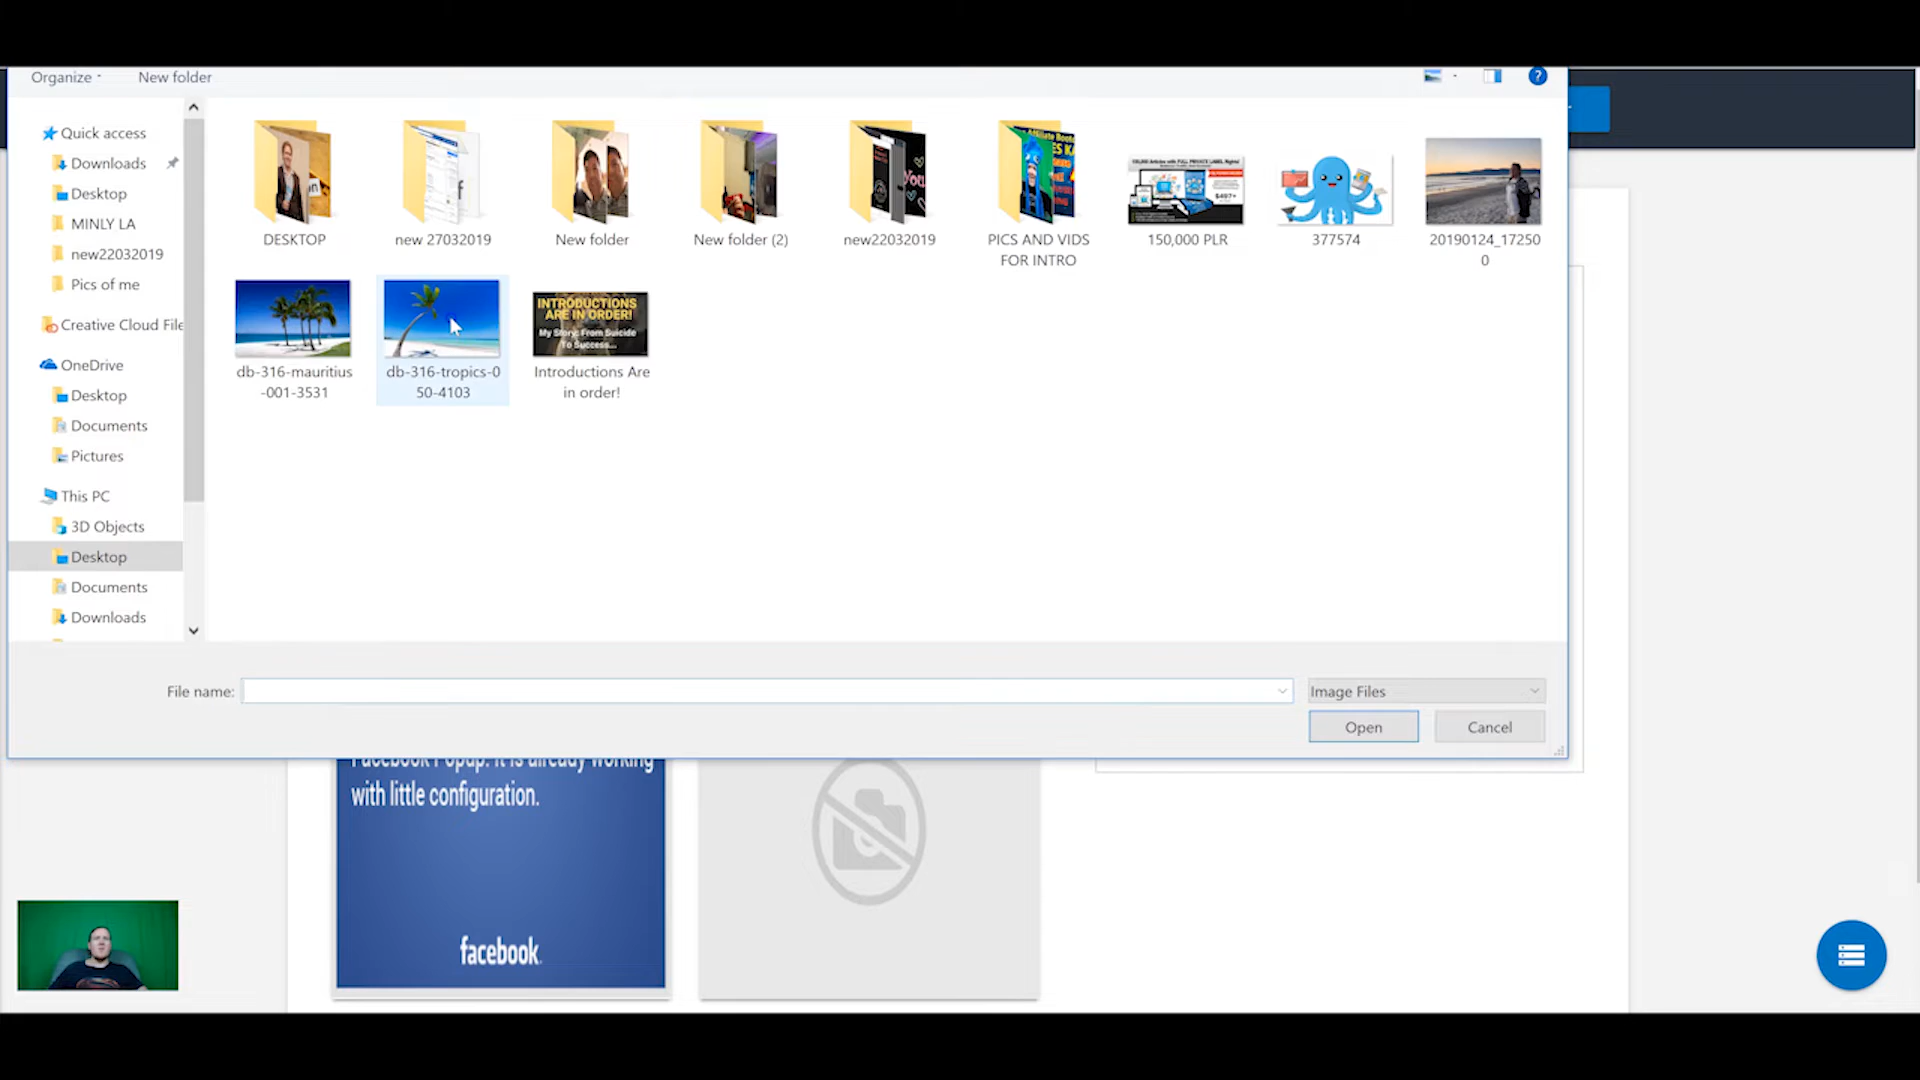 Organize
New folder
Quick access
Downloads
Desktop
MINLY LA
new22032019
Pics of me
Creative Cloud File
OneDrive
Desktop
Documents
Pictures
This PC
3D Objects
Desktop
Documents
Downloads
DESKTOP
new 27032019
New folder
New folder (2)
new22032019
PICS AND VIDS
FOR INTRO
150,000 PLR
377574
20190124_17250
0
INTRODUCTIONS
ARE IN ORDER!
My Story: From Suicide
To Success...
db-316-mauritius
-001-3531
db-316-tropics-0
50-4103
Introductions Are
in order!
File name:
Image Files
Open
Cancel
Facebook Popup. It is already working
with little configuration.
facebook.